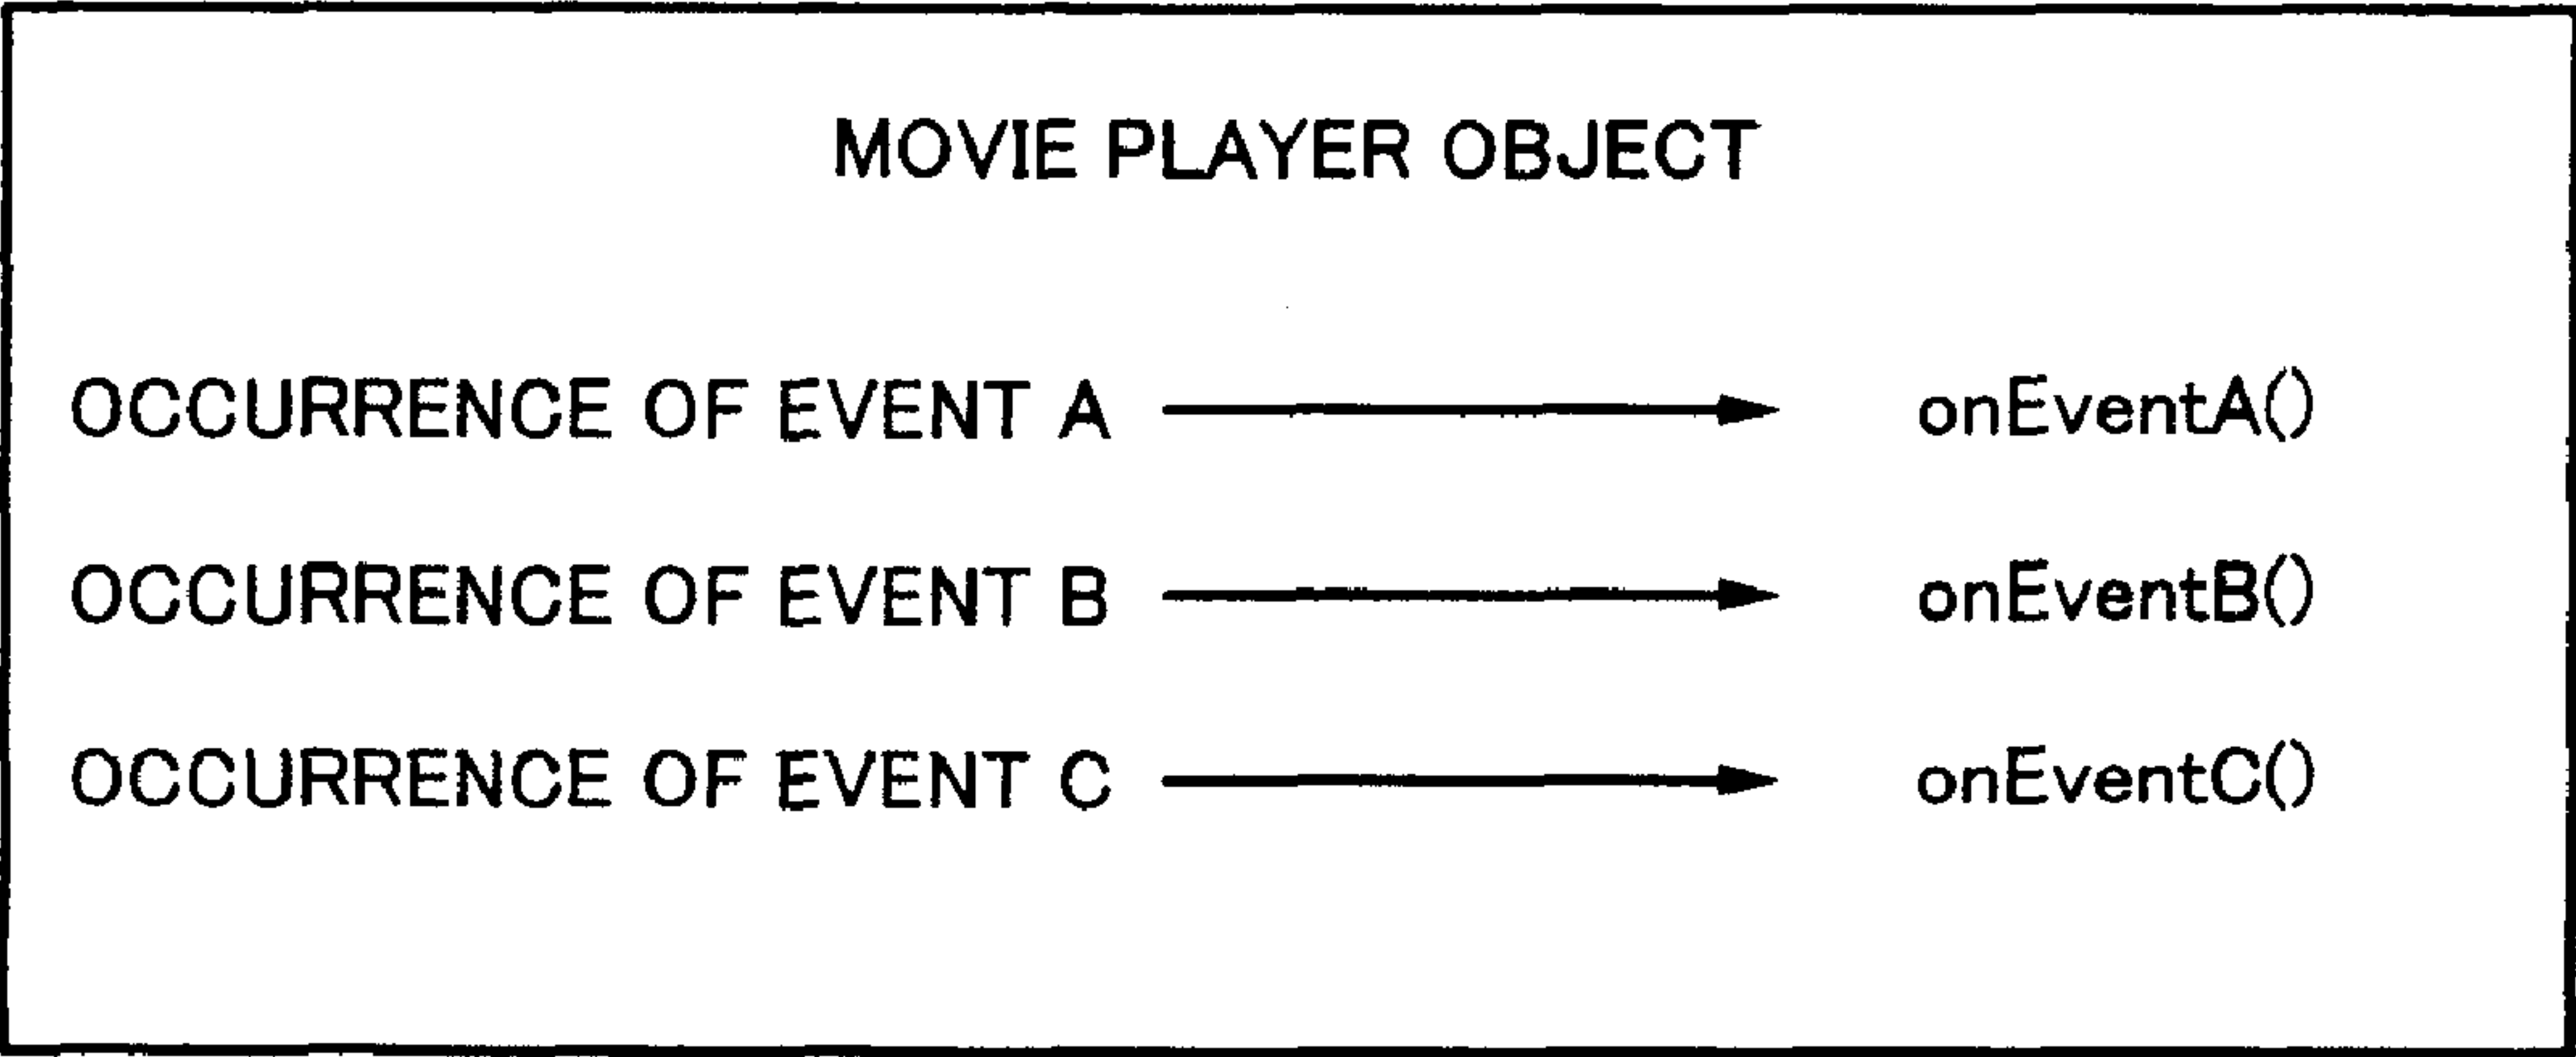 MOVIE PLAYER OBJECT
OCCURRENCE OF EVENT A onEventA()
OCCURRENCE OF EVENT B onEventB()
OCCURRENCE OF EVENT C onEventC()